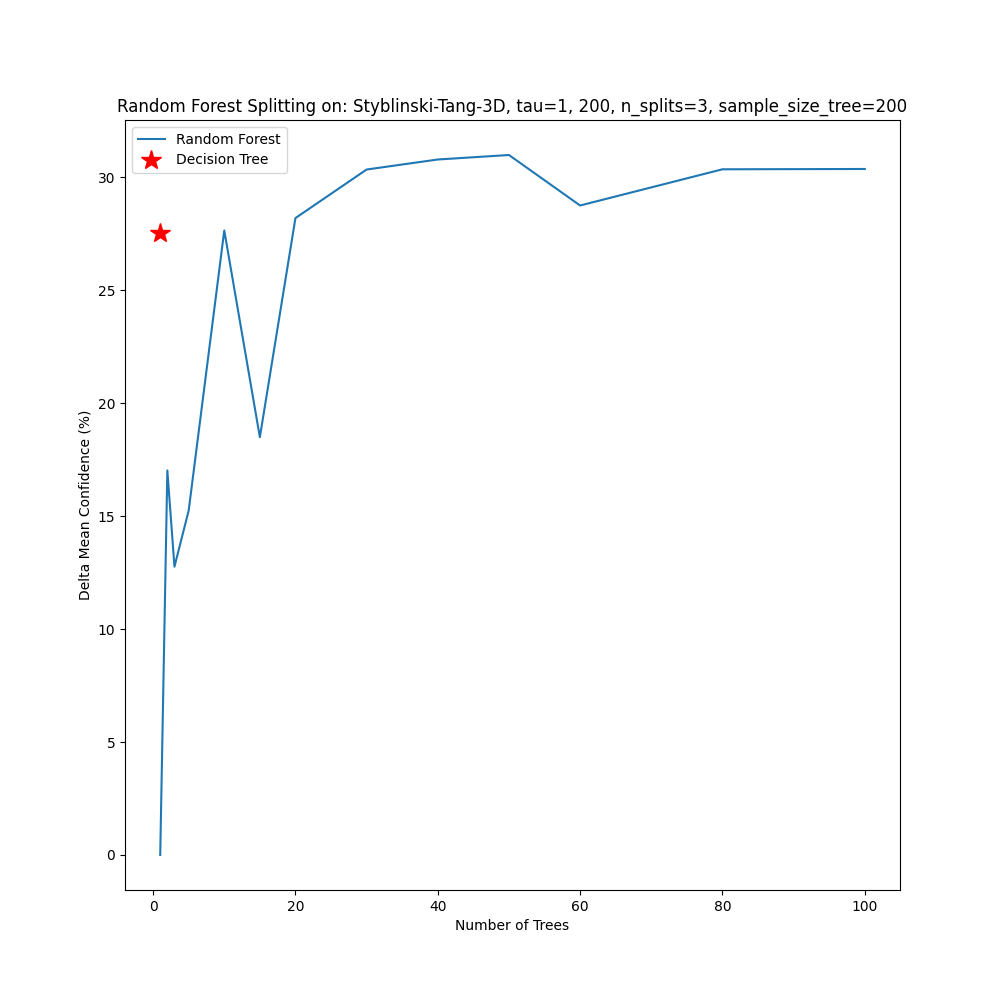 Random Forest Splitting on: Styblinski-Tang-3D, tau=1, 200, n_splits=3, sample_size_tree=200
Random Forest
Decision Tree
30
25
20
15
10
5
0
Delta Mean Confidence (%)
0 20 40 60 80 100
Number of Trees